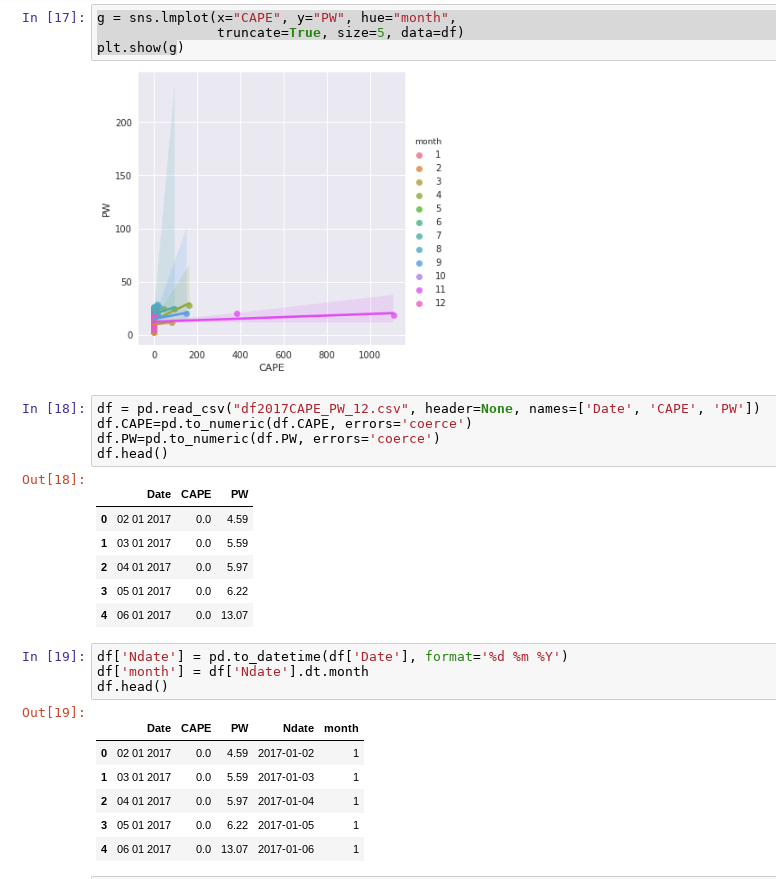 In [17]: g = sns.lmplot(x="CAPE", y="PW", hue="month",
truncate=True, size=5, data=df)
plt.show(g)
200
150
100
50
0
PW
0 200 400 600 800 1000
CAPE
month
1
2
3
4
5
6
7
8
9
10
11
12
In [18]: df = pd.read_csv("df2017CAPE_PW_12.csv", header=None, names=['Date', 'CAPE', 'PW'])
df.CAPE=pd.to_numeric(df.CAPE, errors='coerce')
df.PW=pd.to_numeric(df.PW, errors='coerce')
df.head()
Out[18]:
Date CAPE PW
0 02 01 2017 0.0 4.59
1 03 01 2017 0.0 5.59
2 04 01 2017 0.0 5.97
3 05 01 2017 0.0 6.22
4 06 01 2017 0.0 13.07
In [19]: df['Ndate'] = pd.to_datetime(df['Date'], format='%d %m %Y')
df['month'] = df['Ndate'].dt.month
df.head()
Out[19]:
Date CAPE PW Ndate month
0 02 01 2017 0.0 4.59 2017-01-02 1
1 03 01 2017 0.0 5.59 2017-01-03 1
2 04 01 2017 0.0 5.97 2017-01-04 1
3 05 01 2017 0.0 6.22 2017-01-05 1
4 06 01 2017 0.0 13.07 2017-01-06 1